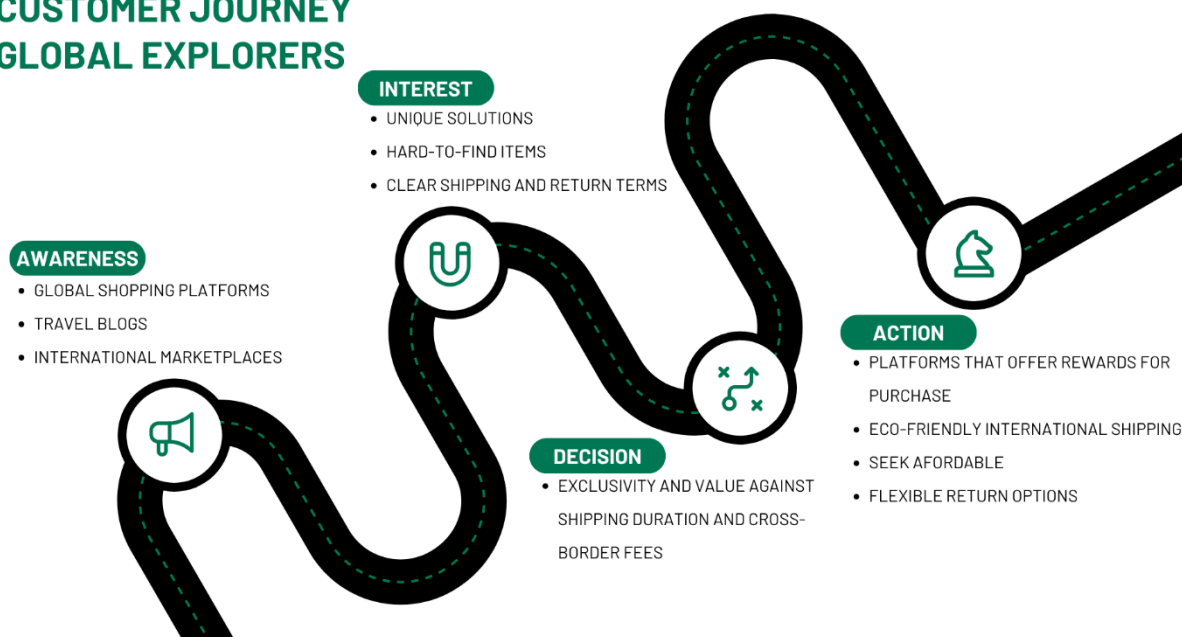 CUSTOMER JOURNEY
GLOBAL EXPLORERS
AWARENESS
GLOBAL SHOPPING PLATFORMS
TRAVEL BLOGS
INTERNATIONAL MARKETPLACES
INTEREST
UNIQUE SOLUTIONS
HARD-TO-FIND ITEMS
CLEAR SHIPPING AND RETURN TERMS
DECISION
EXCLUSIVITY AND VALUE AGAINST
SHIPPING DURATION AND CROSS-
BORDER FEES
ACTION
PLATFORMS THAT OFFER REWARDS FOR
PURCHASE
ECO-FRIENDLY INTERNATIONAL SHIPPING
SEEK AFORDABLE
FLEXIBLE RETURN OPTIONS